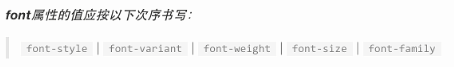 font属性的值应按以下次序书写：
font-style | font-variant | font-weight | font-size | font-family